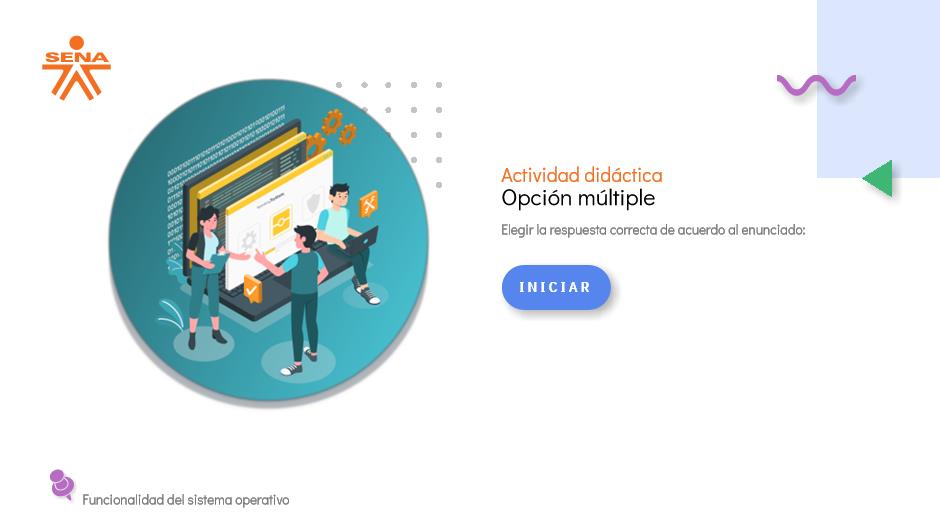 SENA
Actividad didáctica
Opción múltiple
Elegir la respuesta correcta de acuerdo al enunciado:
INICIAR
Funcionalidad del sistema operativo